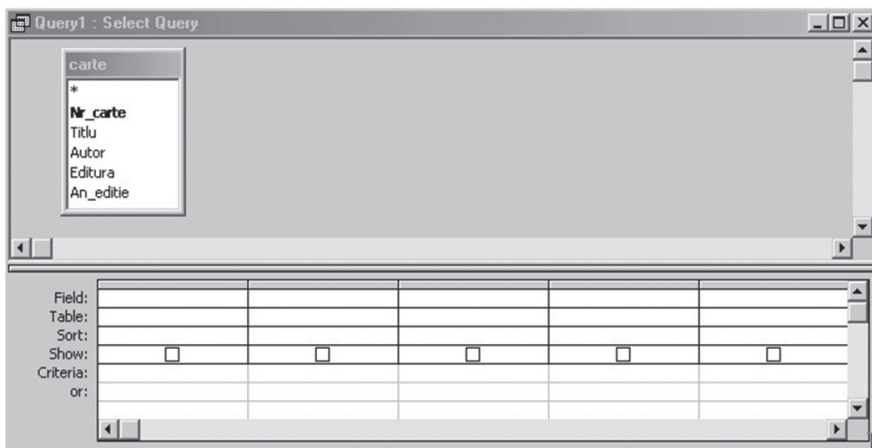 Query1 : Select Query
carte
*
Nr_carte
Titlu
Autor
Editura
An_editie
Field:
Table:
Sort:
Show:
Criteria:
or: